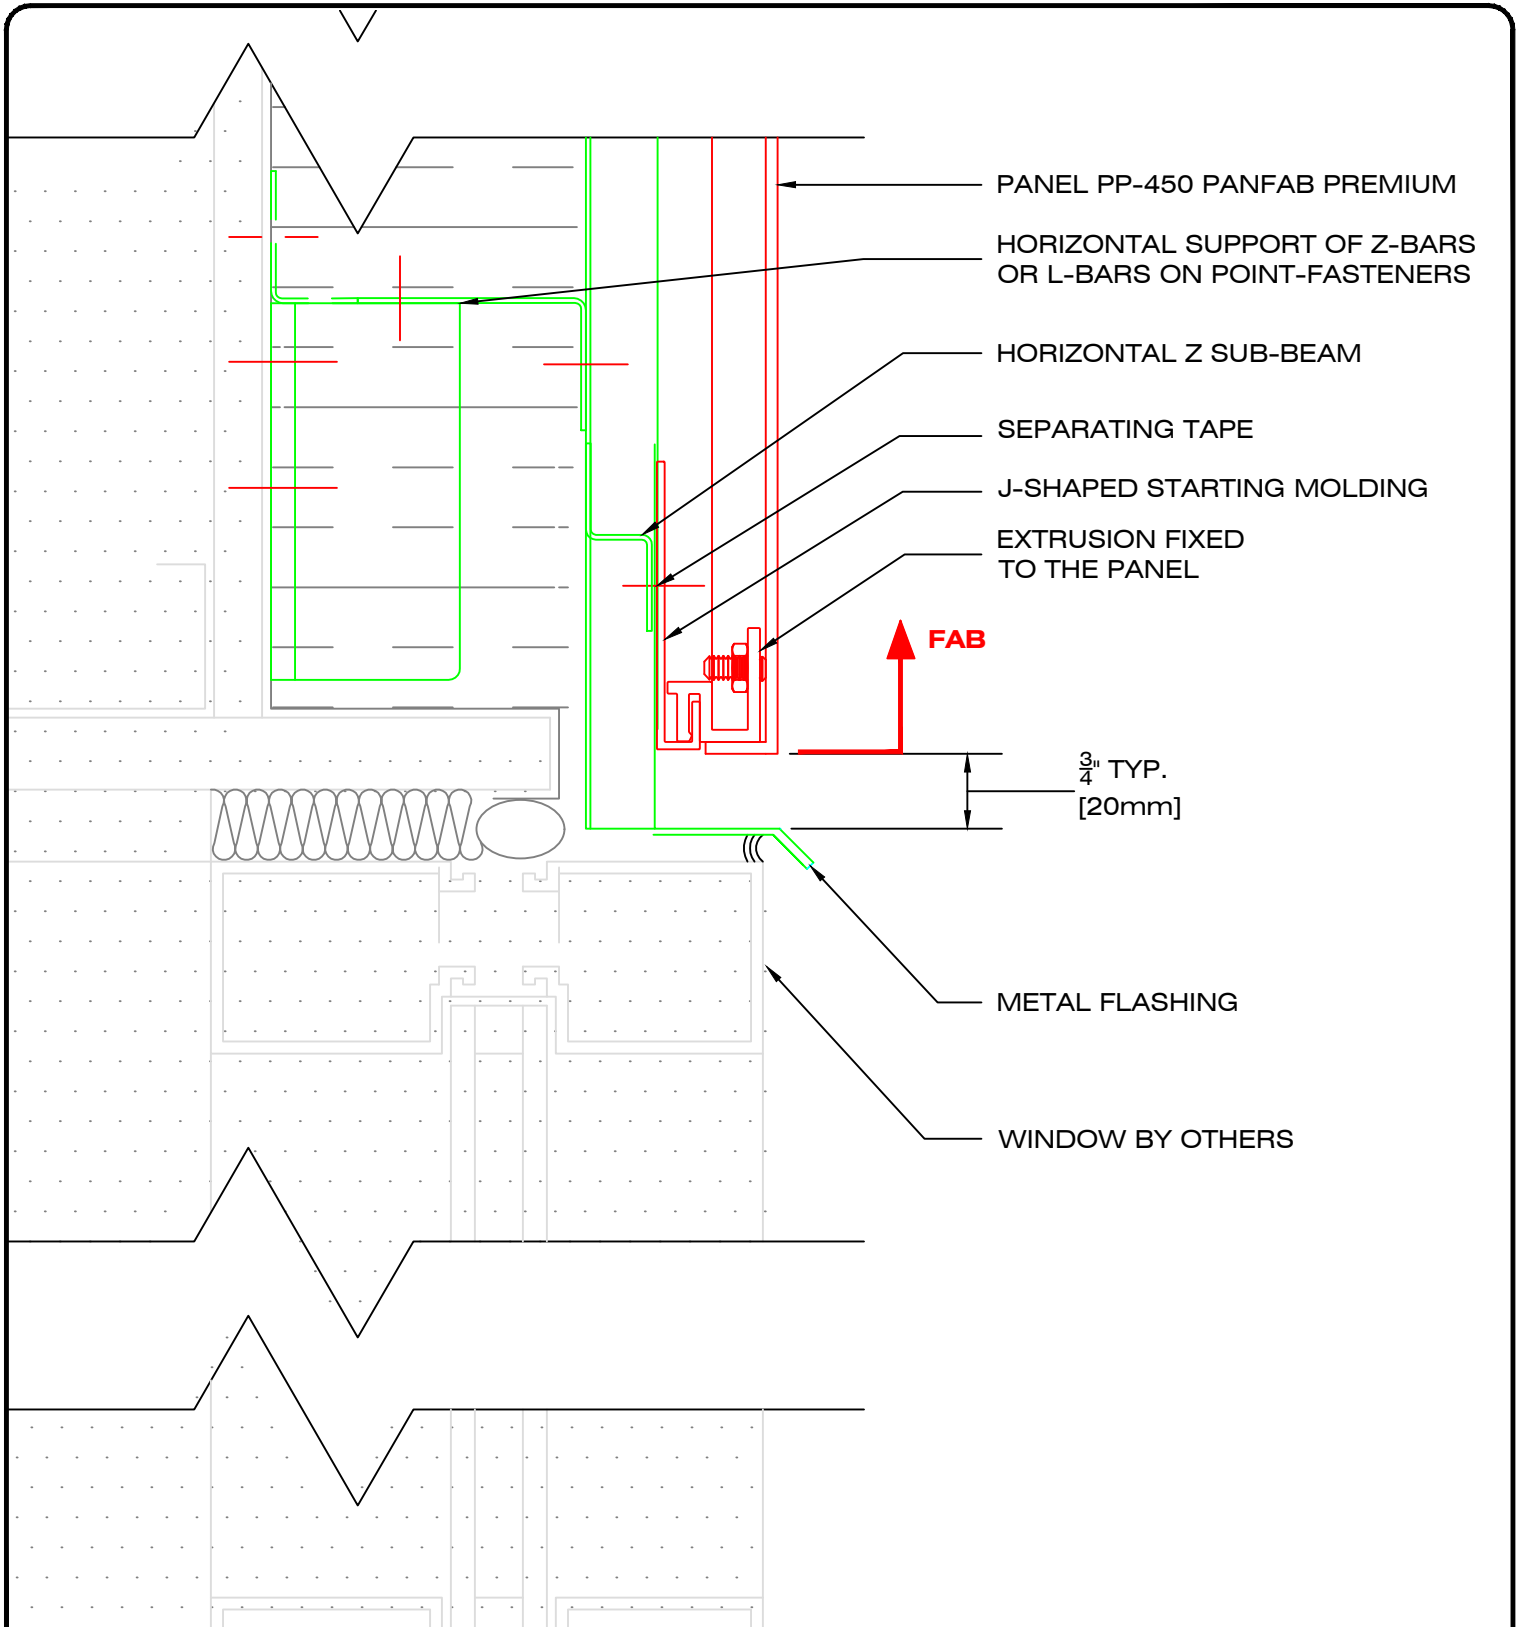 PANEL PP-450 PANFAB PREMIUM
HORIZONTAL SUPPORT OF Z-BARS
OR L-BARS ON POINT-FASTENERS
HORIZONTAL Z SUB-BEAM
SEPARATING TAPE
J-SHAPED STARTING MOLDING
EXTRUSION FIXED
TO THE PANEL
FAB
3/4" TYP.
[20mm]
METAL FLASHING
WINDOW BY OTHERS